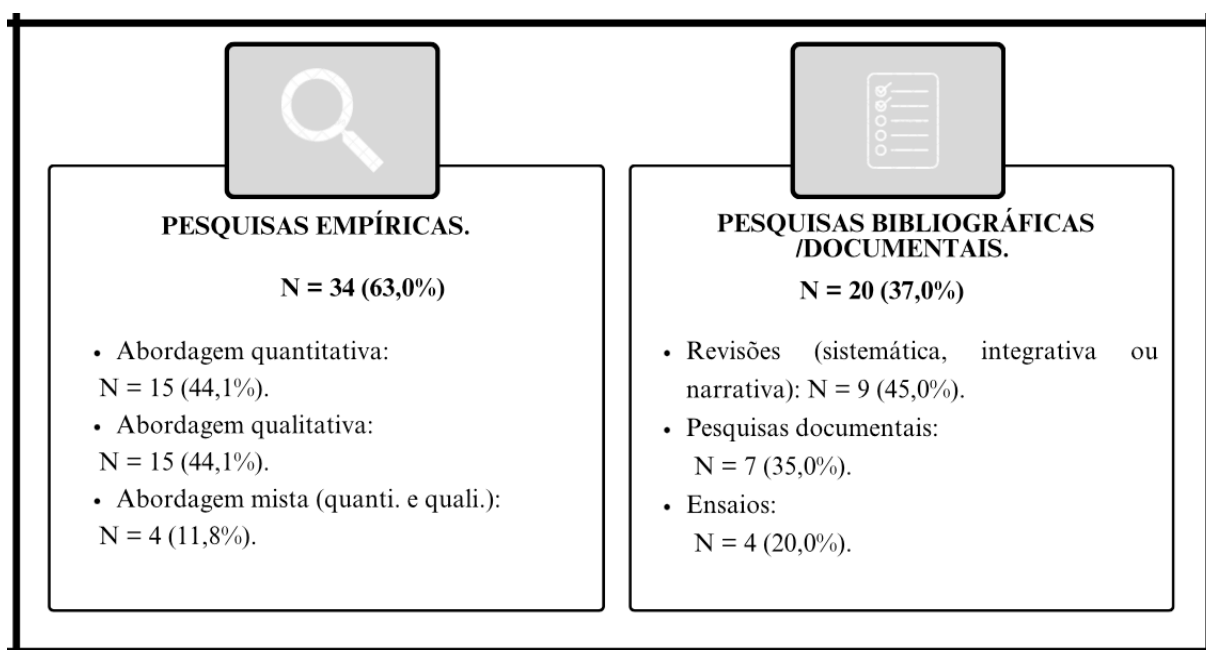 PESQUISAS EMPÍRICAS.
N = 34 (63,0%)
• Abordagem quantitativa:
N = 15 (44,1%).
• Abordagem qualitativa:
N = 15 (44,1%).
• Abordagem mista (quanti. e quali.):
N = 4 (11,8%).
PESQUISAS BIBLIOGRÁFICAS
/DOCUMENTAIS.
N = 20 (37,0%)
• Revisões (sistemática, integrativa ou
narrativa): N = 9 (45,0%).
• Pesquisas documentais:
N = 7 (35,0%).
• Ensaios:
N = 4 (20,0%).